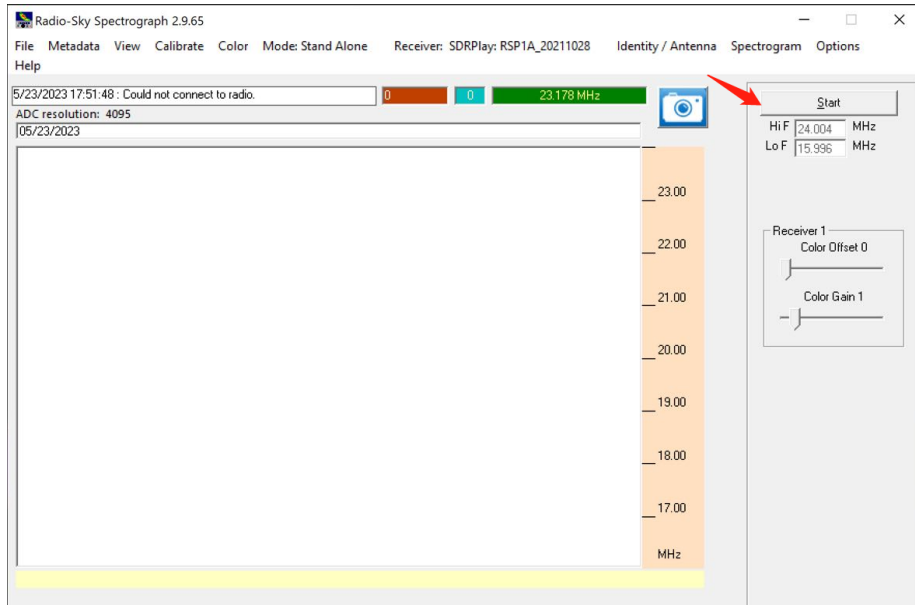 Radio-Sky Spectrograph 2.9.65
File Metadata View Calibrate Color Mode: Stand Alone Receiver: SDRPlay: RSP1A_20211028 Identity / Antenna Spectrogram Options
Help
5/23/2023 17:51:48 : Could not connect to radio. 0 0 23.178 MHz
ADC resolution: 4095
05/23/2023
Start
Hi F 24.004 MHz
Lo F 15.996 MHz
23.00
22.00
21.00
20.00
19.00
18.00
17.00
MHz
Receiver 1
Color Offset 0
Color Gain 1